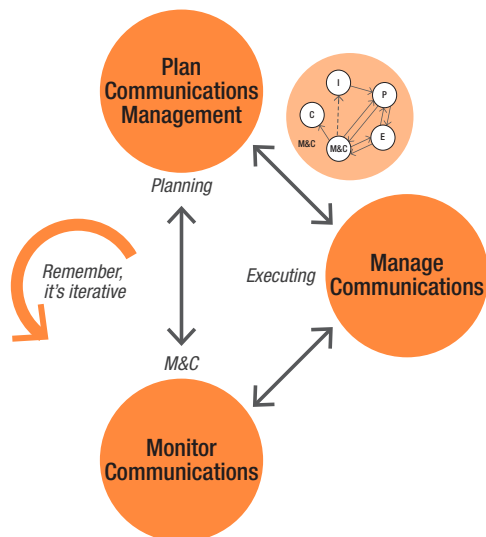 Plan
Communications
Management
Planning
I
P
C
E
M&C
M&C
Remember,
it's iterative
Executing
Manage
Communications
M&C
Monitor
Communications